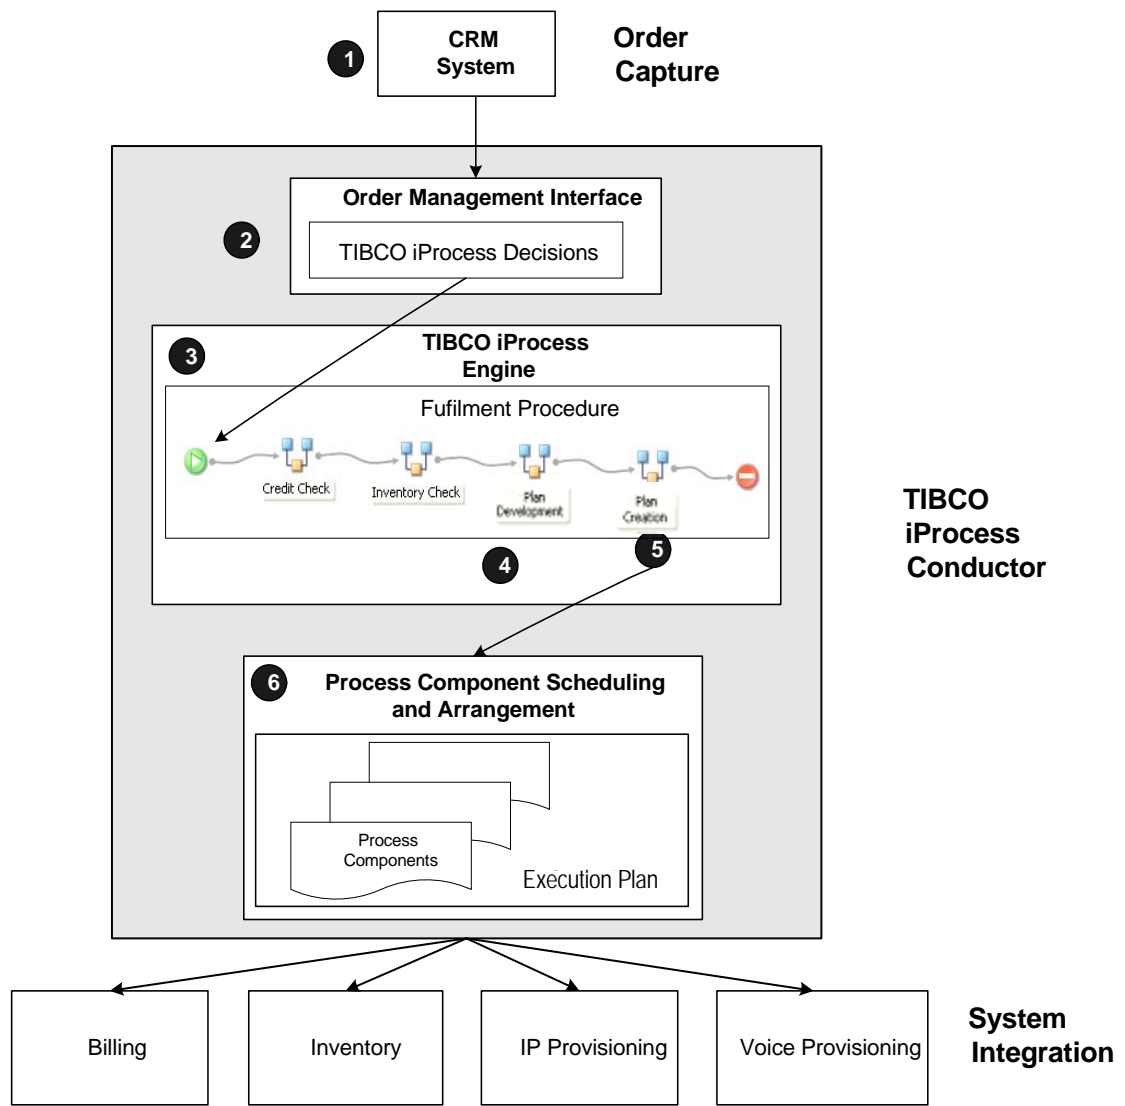 1
CRM
System
Order
Capture
Order Management Interface
2
TIBCO iProcess Decisions
3
TIBCO iProcess
Engine
Fufilment Procedure
Credit Check
Inventory Check
Plan
Development
Plan
Creation
4
5
TIBCO
iProcess
Conductor
6
Process Component Scheduling
and Arrangement
Process
Components
Execution Plan
Billing
Inventory
IP Provisioning
Voice Provisioning
System
Integration